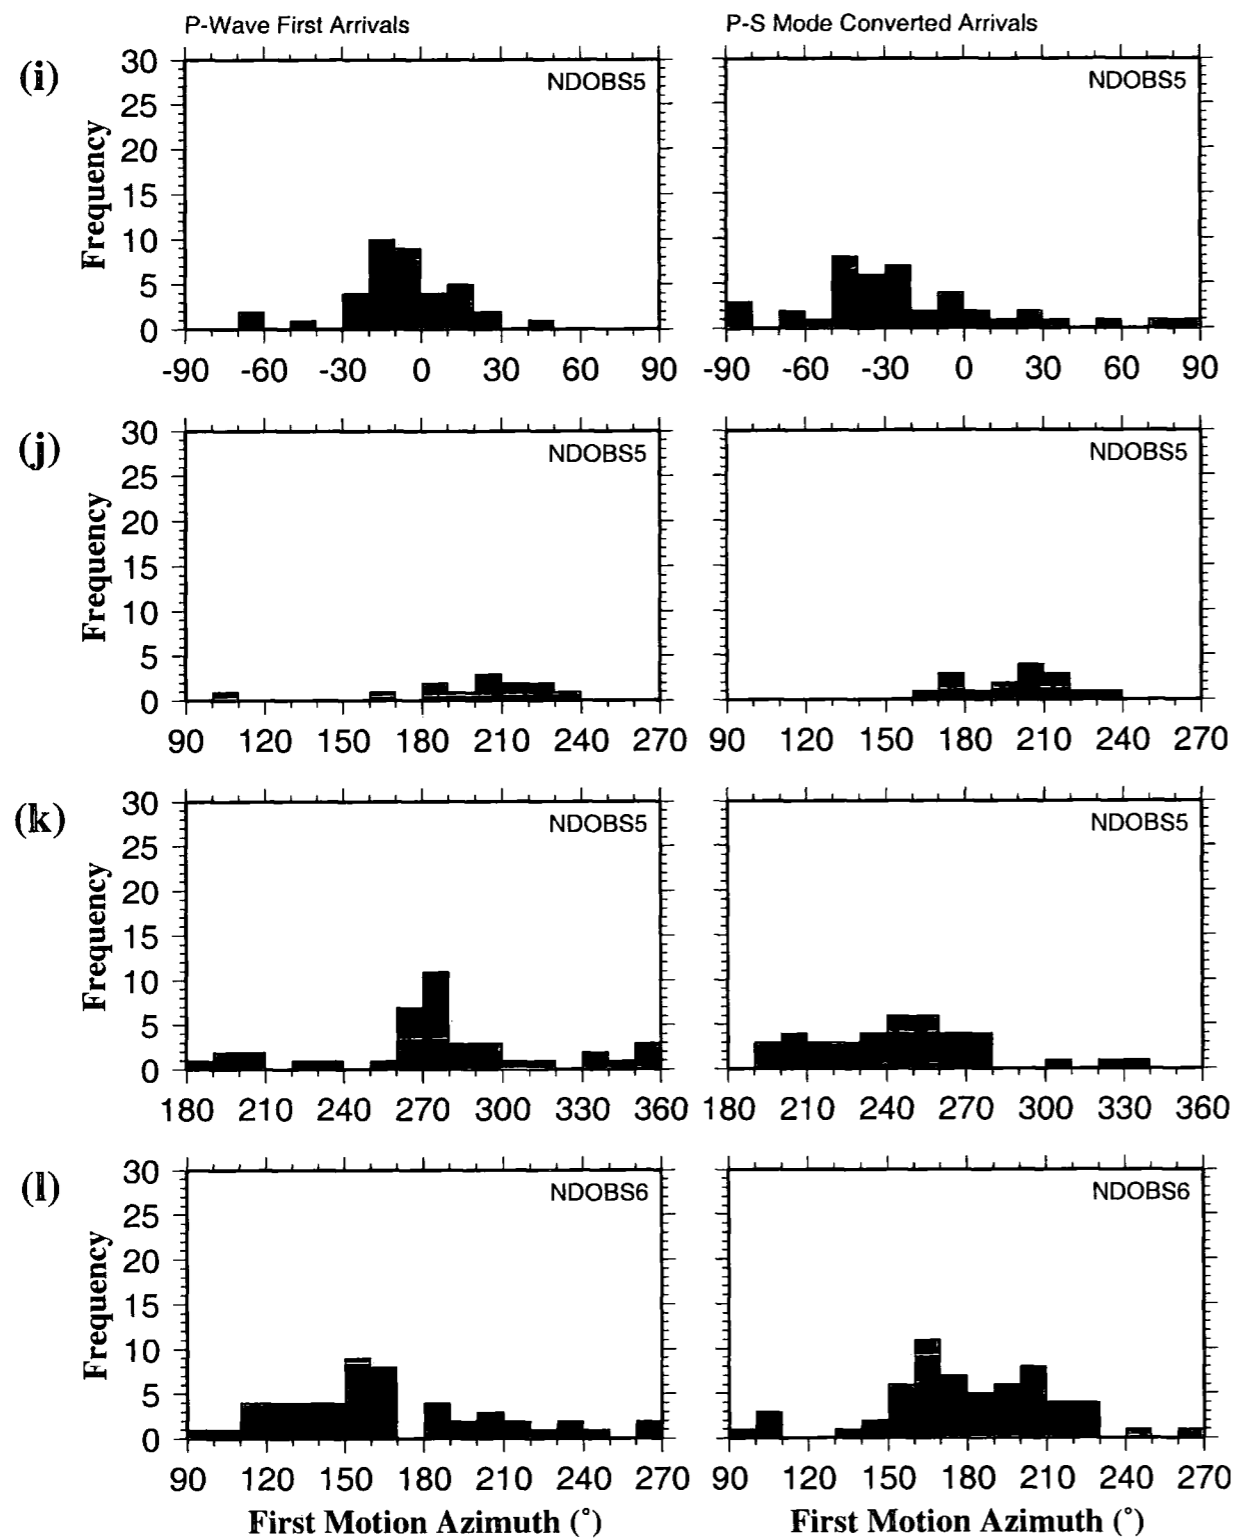 P-Wave First Arrivals
P-S Mode Converted Arrivals
(i)
30
25
20
15
10
5
0
Frequency
NDOBS5
NDOBS5
-90 -60 -30 0 30 60 90
-90 -60 -30 0 30 60 90
(j)
30
25
20
15
10
5
0
Frequency
NDOBS5
NDOBS5
90 120 150 180 210 240 270
90 120 150 180 210 240 270
(k)
30
25
20
15
10
5
0
Frequency
NDOBS5
NDOBS5
180 210 240 270 300 330 360
180 210 240 270 300 330 360
(l)
30
25
20
15
10
5
0
Frequency
NDOBS6
NDOBS6
90 120 150 180 210 240 270
90 120 150 180 210 240 270
First Motion Azimuth (°)
First Motion Azimuth (°)